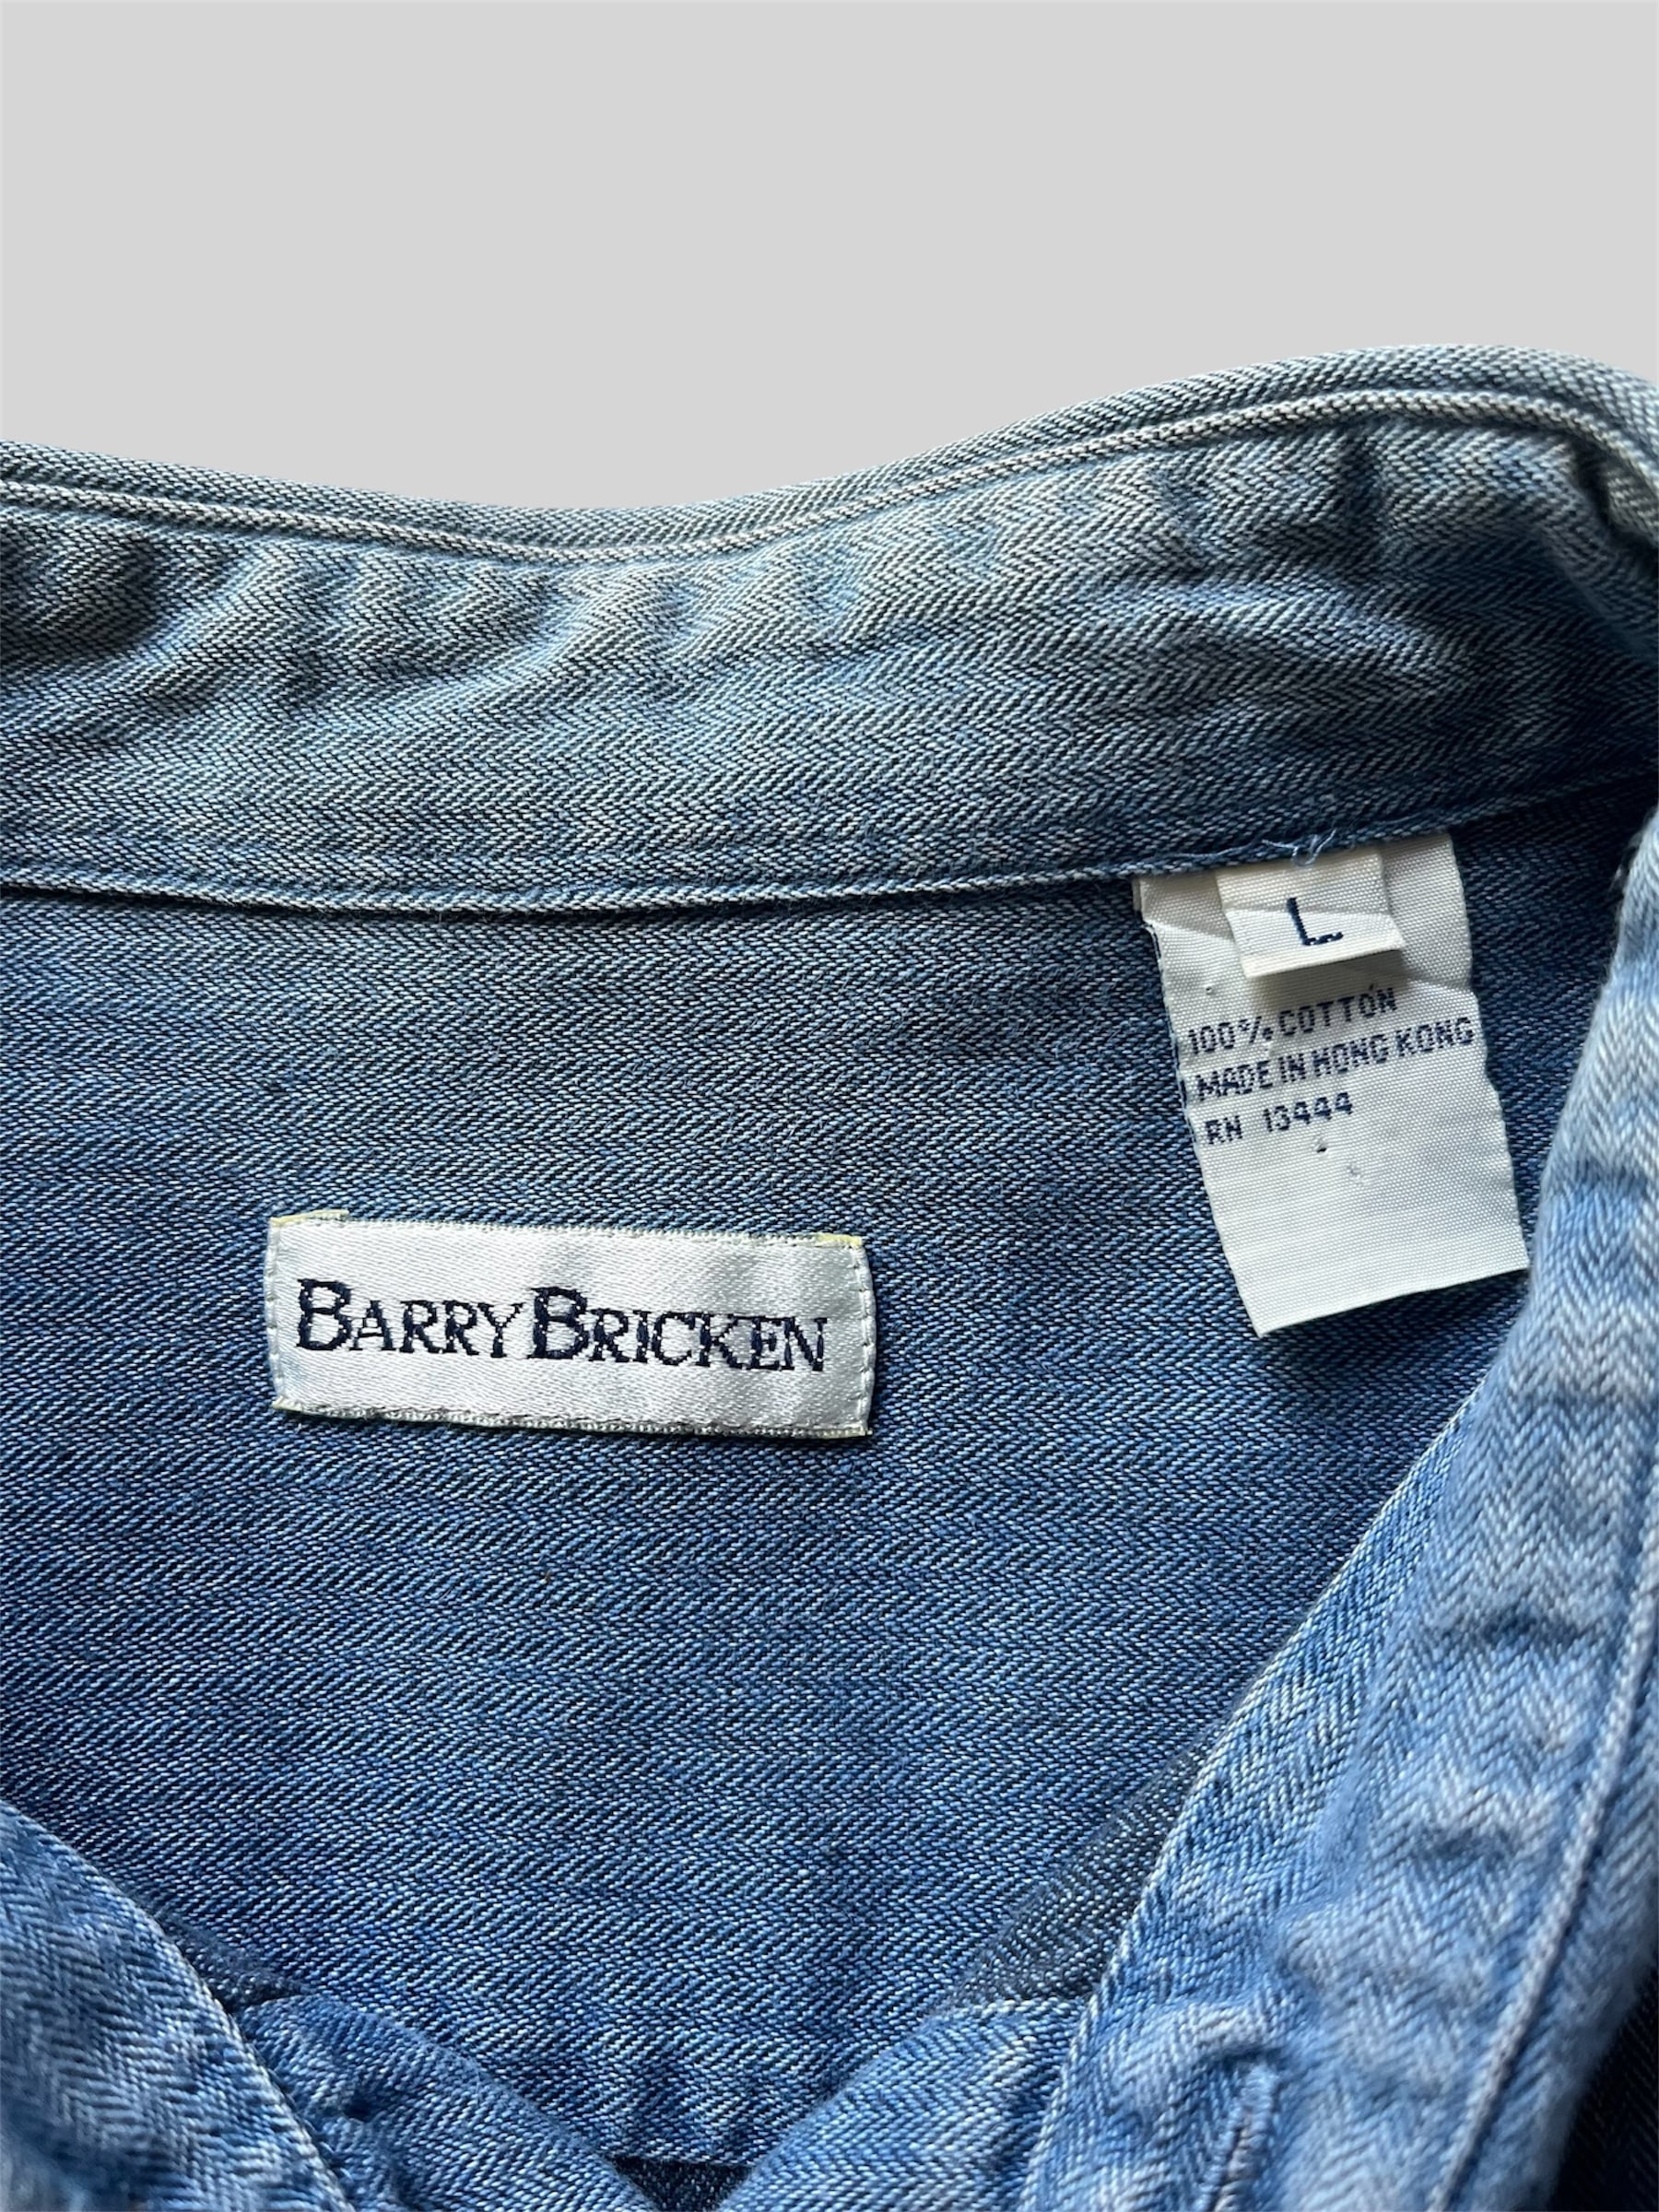 L
100% COTTON
MADE IN HONG KONG
RN 13444
BARRY BRICKEN